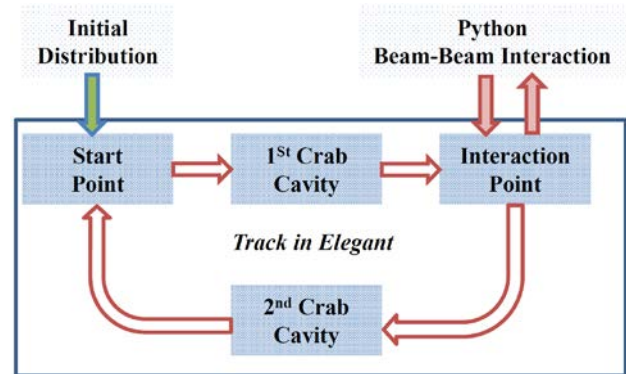 Initial
Distribution
Python
Beam-Beam Interaction
Start
Point
1St Crab
Cavity
Interaction
Point
Track in Elegant
2nd Crab
Cavity